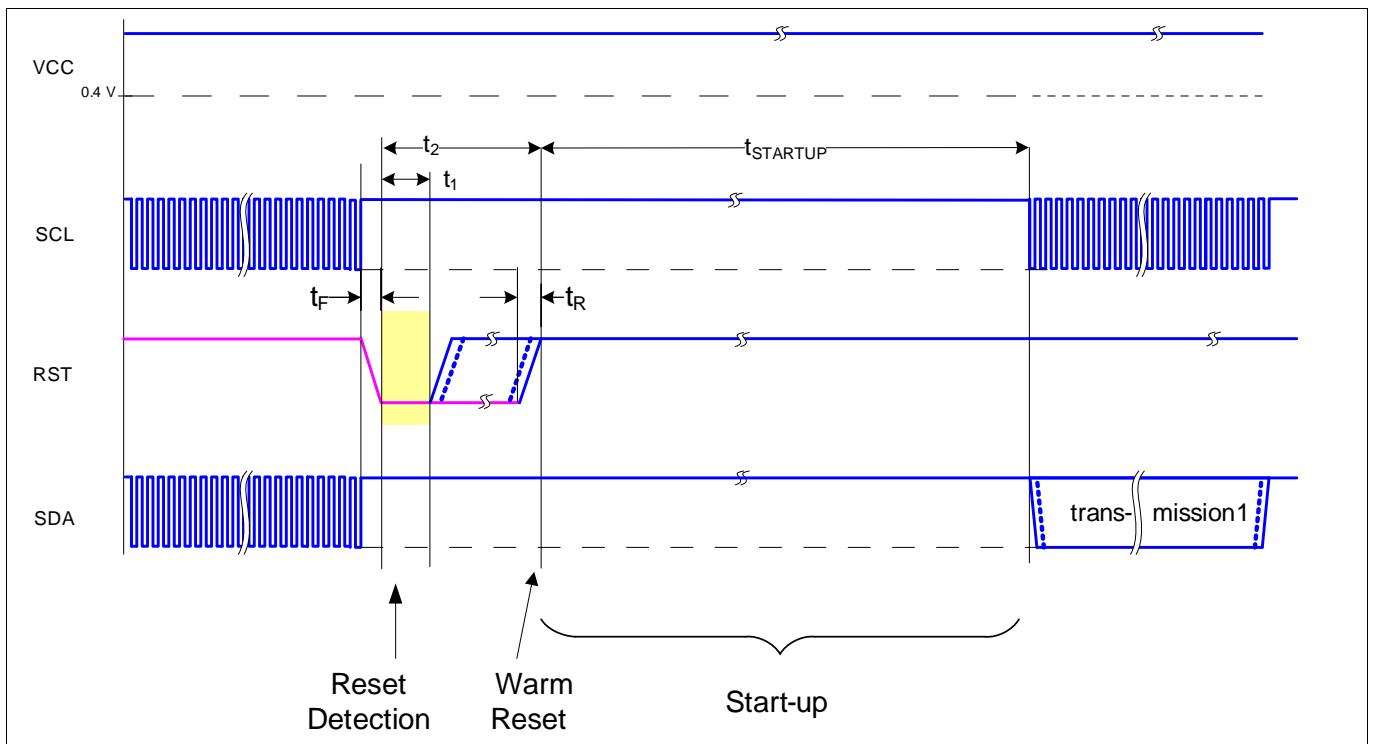 VCC
0.4 V
t2
tSTARTUP
t1
SCL
tF
tR
RST
SDA
trans- mission1
Reset
Detection
Warm
Reset
Start-up